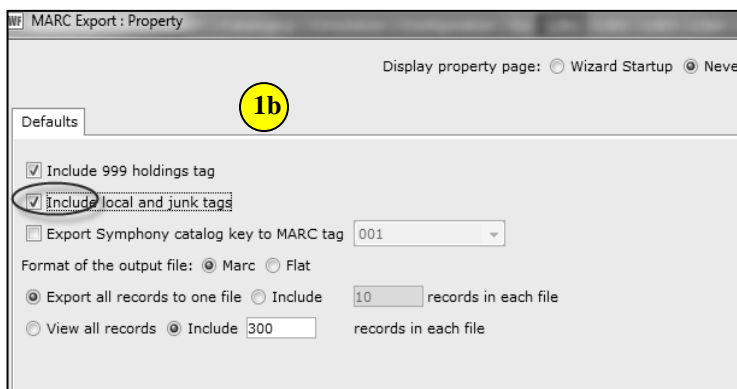 WF MARC Export : Property
Display property page: Wizard Startup Neve
1b
Defaults
Include 999 holdings tag
Include local and junk tags
Export Symphony catalog key to MARC tag 001
Format of the output file: Marc Flat
Export all records to one file Include 10 records in each file
View all records Include 300 records in each file